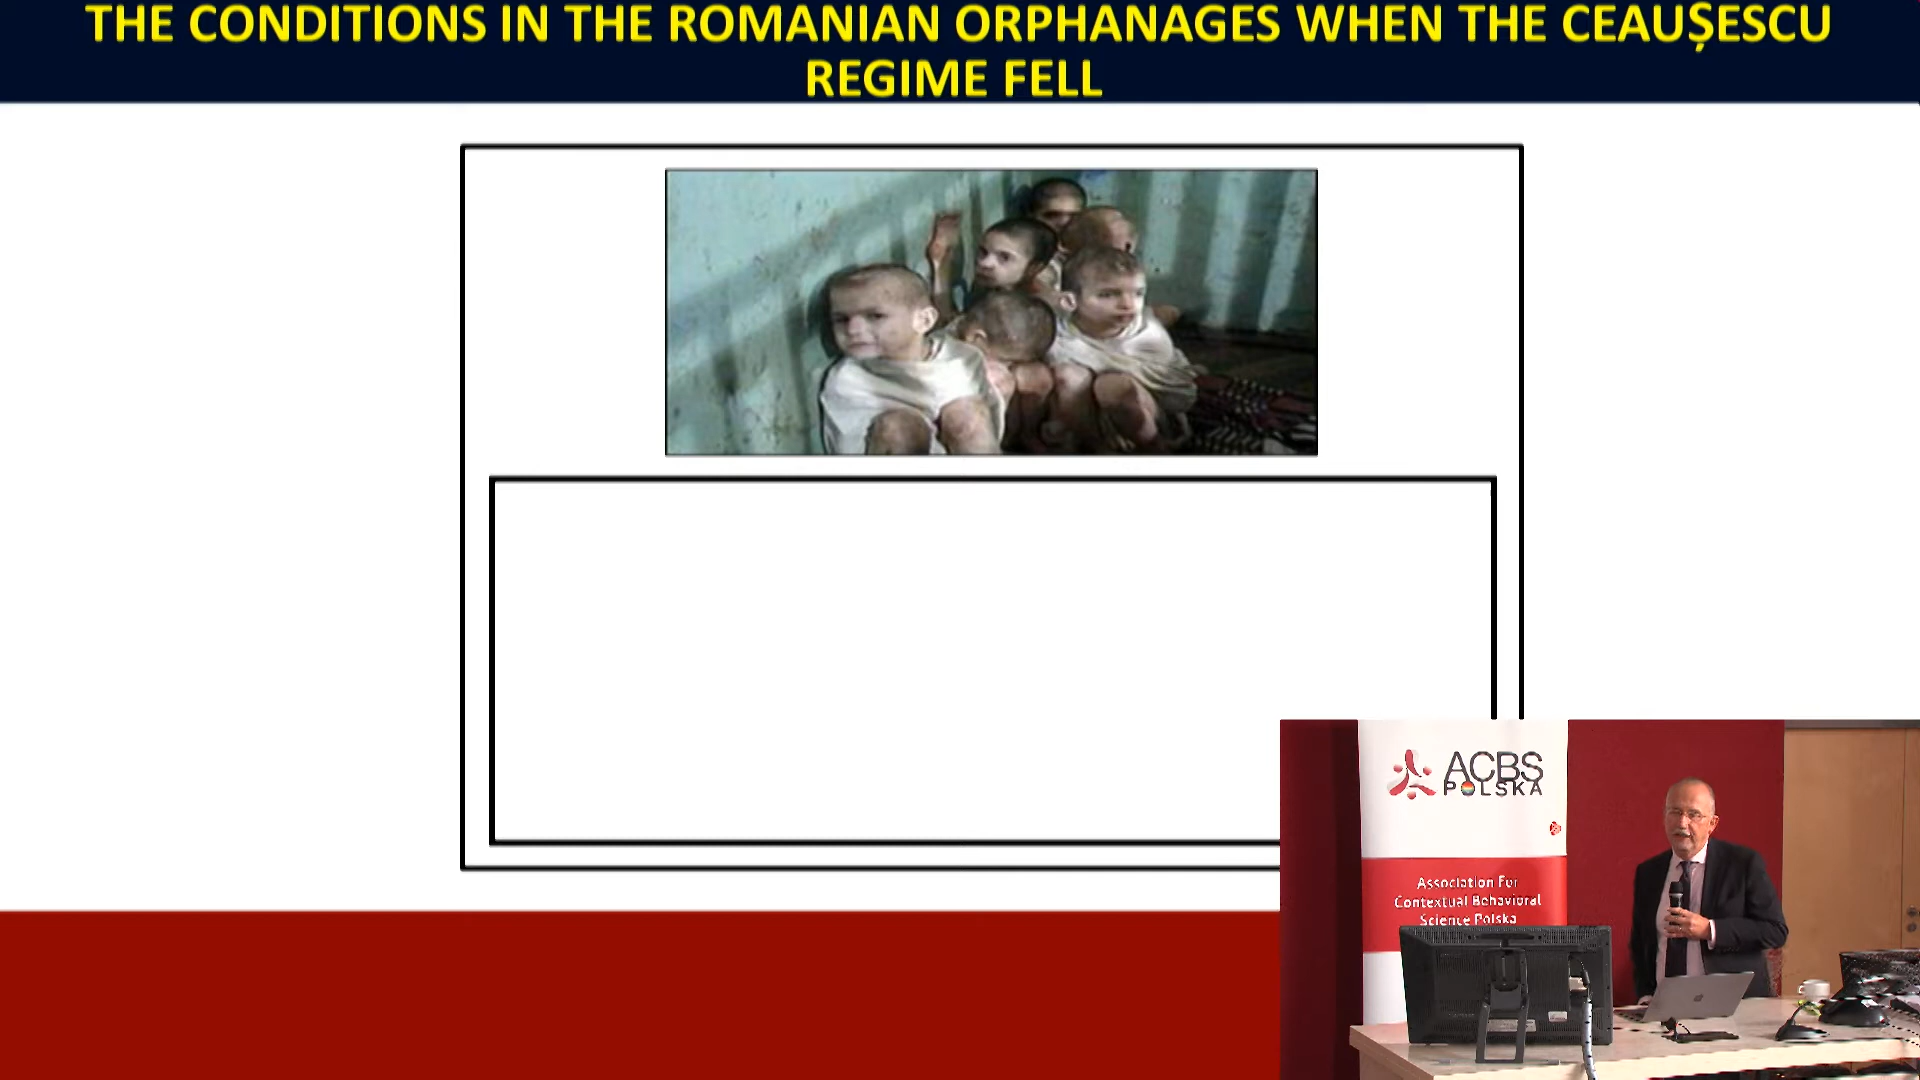 THE CONDITIONS IN THE ROMANIAN ORPHANAGES WHEN THE CEAUȘESCU
REGIME FELL
ACBS
POLSKA
Association For
Contextual Behavioral
Science Polska